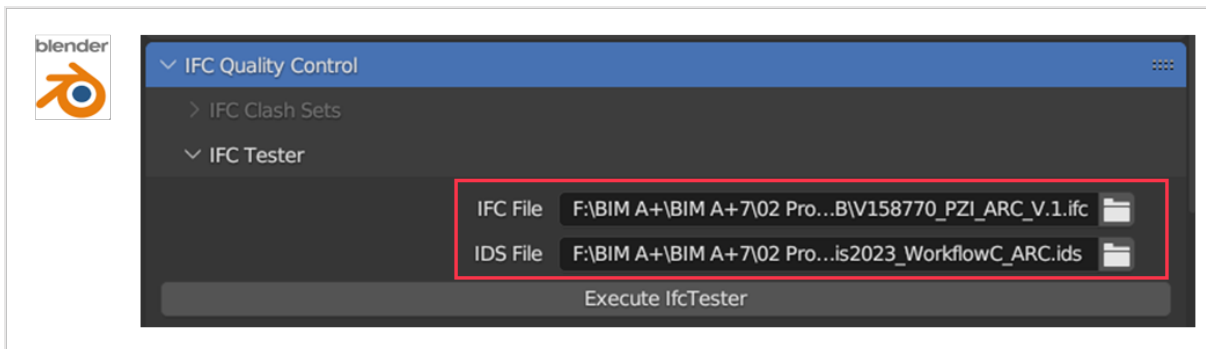 blender
IFC Quality Control
IFC Clash Sets
IFC Tester
IFC File F:\BIM A+\BIM A+7\02 Pro...B\V158770_PZI_ARC_V.1.ifc
IDS File F:\BIM A+\BIM A+7\02 Pro...is2023_WorkflowC_ARC.ids
Execute IfcTester